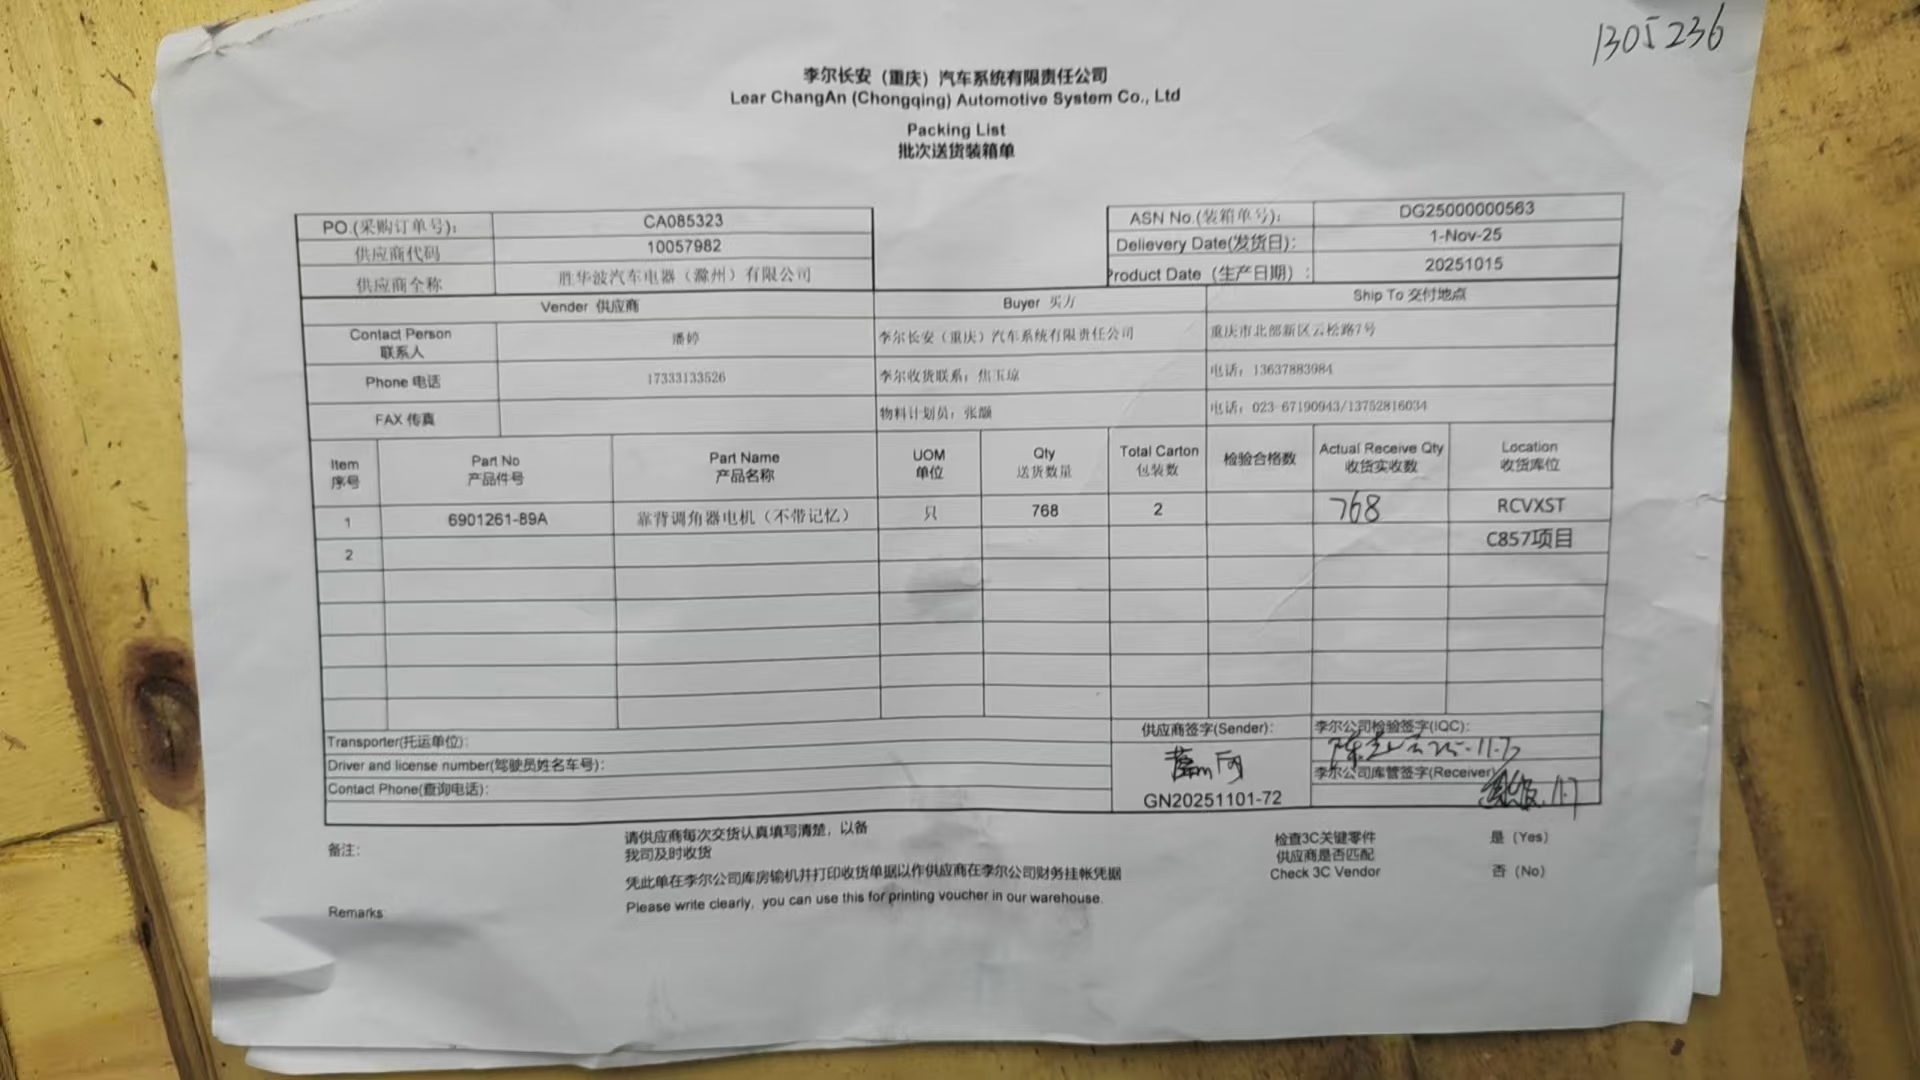 1305236
李尔长安（重庆）汽车系统有限责任公司
Lear ChangAn (Chongqing) Automotive System Co., Ltd
Packing List
批次送货装箱单
PO.(采购订单号): CA085323 ASN No.(装箱单号): DG25000000563
供应商代码 10057982 Delievery Date(发货日): 1-Nov-25
供应商全称 胜华波汽车电器（滁州）有限公司 Product Date（生产日期）: 20251015
Vender 供应商 Buyer 买方 Ship To 交付地点
Contact Person 潘婷 李尔长安（重庆）汽车系统有限责任公司 重庆市北部新区云松路7号
联系人
Phone 电话 17333133526 李尔收货联系：焦玉琼 电话：13637883984
FAX 传真 物料计划员：张颢 电话：023-67190943/13752816034
Item Part No Part Name UOM Qty Total Carton 检验合格数 Actual Receive Qty Location
序号 产品件号 产品名称 单位 送货数量 包装数 收货实收数 收货库位
1 6901261-89A 靠背调角器电机（不带记忆） 只 768 2 768 RCVXST
2 C857项目
Transporter(托运单位): 供应商签字(Sender): 李尔公司检验签字(IQC):
25.11.7
Driver and license number(驾驶员姓名车号): 李尔公司库管签字(Receiver)
11.7
Contact Phone(查询电话): GN20251101-72
备注： 请供应商每次交货认真填写清楚，以备 检查3C关键零件 是（Yes）
我司及时收货 供应商是否匹配
凭此单在李尔公司库房输机并打印收货单据以作供应商在李尔公司财务挂帐凭据 Check 3C Vendor 否（No）
Remarks Please write clearly, you can use this for printing voucher in our warehouse.